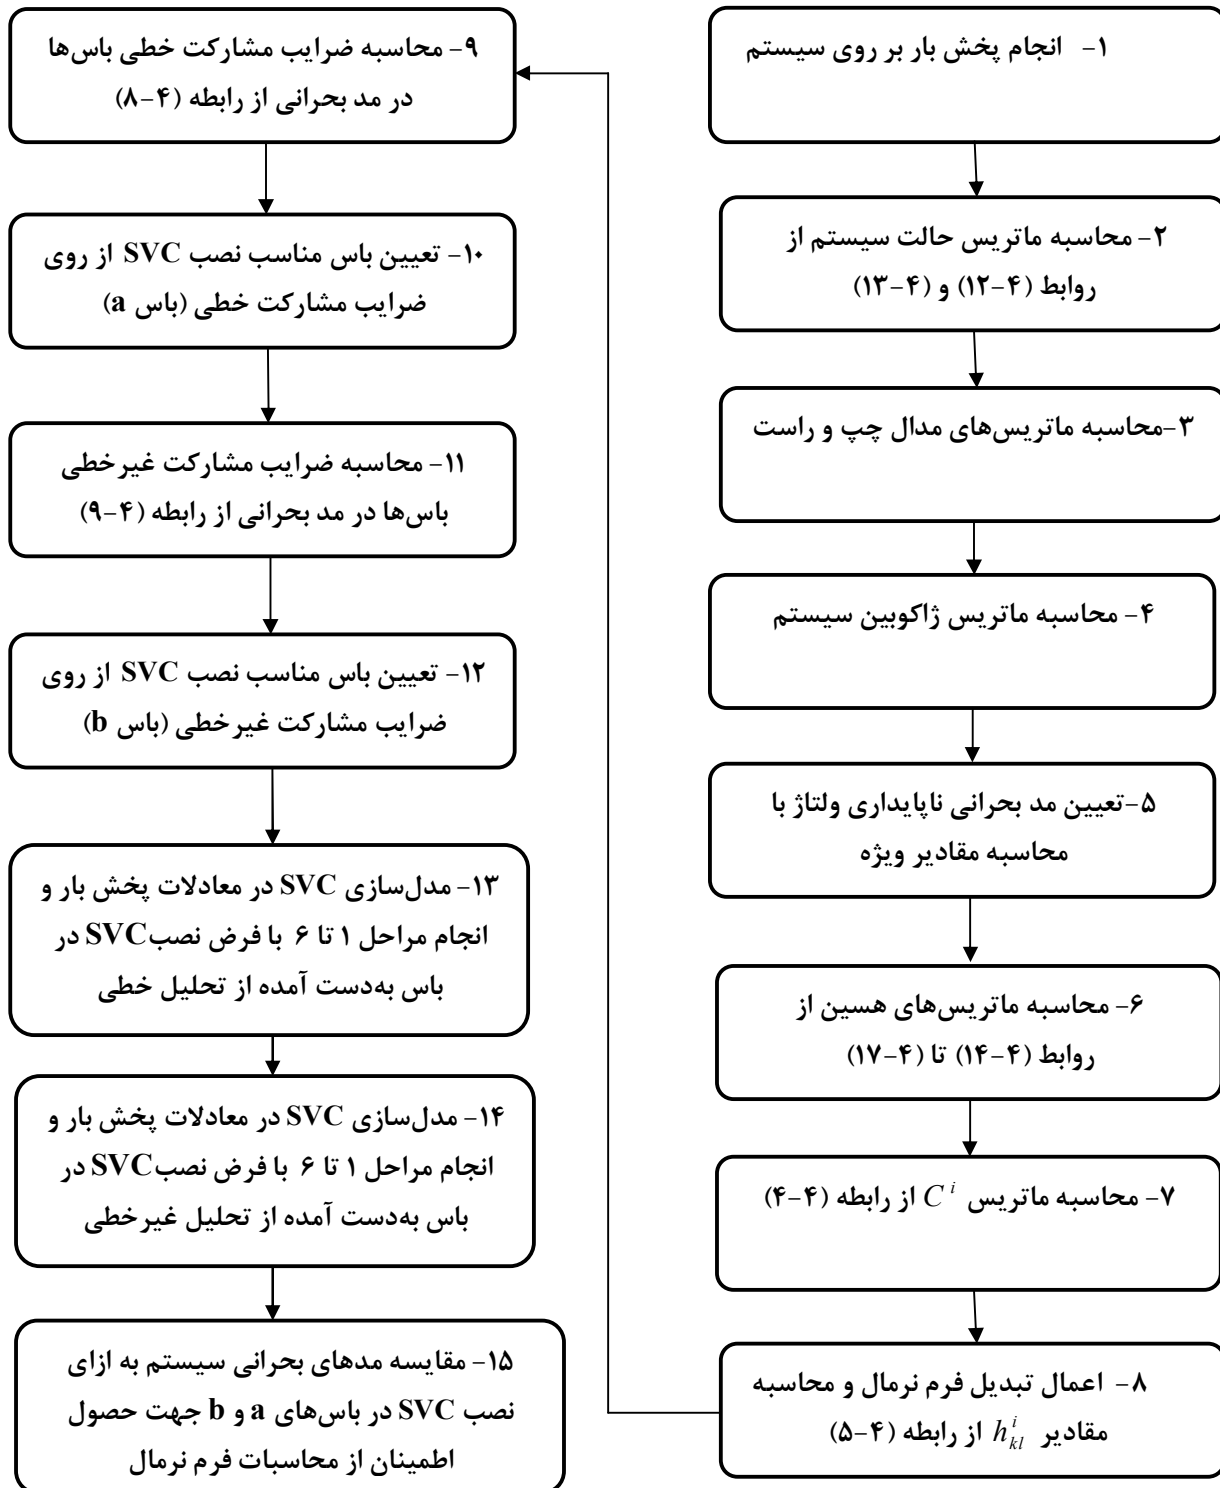 ۱- انجام پخش بار بر روی سیستم
۲- محاسبه ماتریس حالت سیستم از
روابط (۴-۱۲) و (۴-۱۳)
۳-محاسبه ماتریس‌های مدال چپ و راست
۴- محاسبه ماتریس ژاکوبین سیستم
۵-تعیین مد بحرانی ناپایداری ولتاژ با
محاسبه مقادیر ویژه
۶- محاسبه ماتریس‌های هسین از
روابط (۴-۱۴) تا (۴-۱۷)
۷- محاسبه ماتریس C^i از رابطه (۴-۴)
۸- اعمال تبدیل فرم نرمال و محاسبه
مقادیر h_{kl}^i از رابطه (۴-۵)
۹- محاسبه ضرایب مشارکت خطی باس‌ها
در مد بحرانی از رابطه (۴-۸)
۱۰- تعیین باس مناسب نصب SVC از روی
ضرایب مشارکت خطی (باس a)
۱۱- محاسبه ضرایب مشارکت غیرخطی
باس‌ها در مد بحرانی از رابطه (۴-۹)
۱۲- تعیین باس مناسب نصب SVC از روی
ضرایب مشارکت غیرخطی (باس b)
۱۳- مدل‌سازی SVC در معادلات پخش بار و
انجام مراحل ۱ تا ۶ با فرض نصب SVC در
باس به‌دست آمده از تحلیل خطی
۱۴- مدل‌سازی SVC در معادلات پخش بار و
انجام مراحل ۱ تا ۶ با فرض نصب SVC در
باس به‌دست آمده از تحلیل غیرخطی
۱۵- مقایسه مدهای بحرانی سیستم به ازای
نصب SVC در باس‌های a و b جهت حصول
اطمینان از محاسبات فرم نرمال